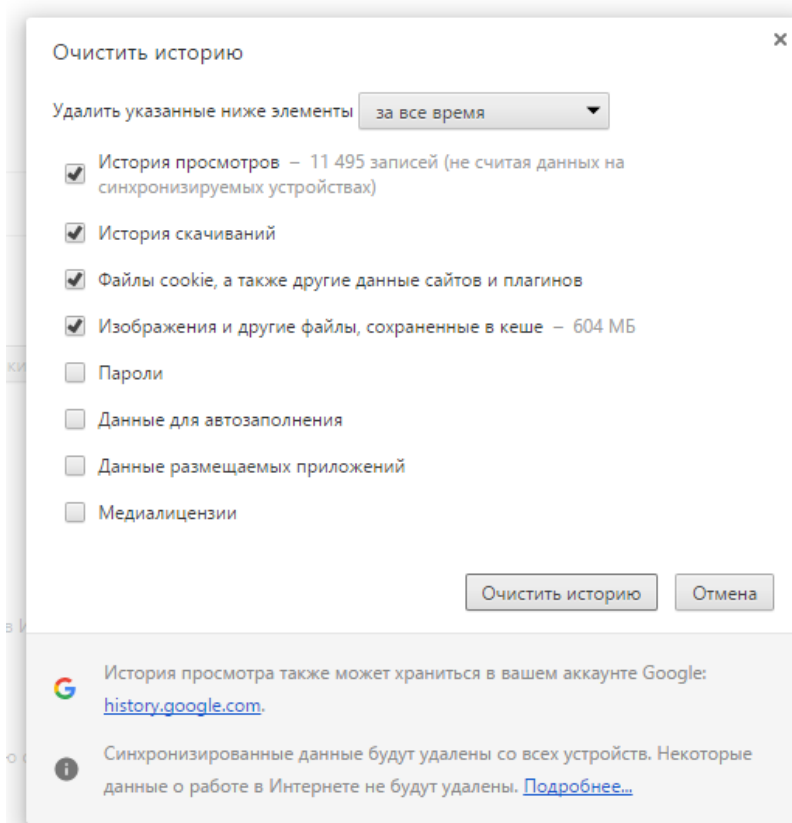 Очистить историю
Удалить указанные ниже элементы за все время
История просмотров – 11 495 записей (не считая данных на
синхронизируемых устройствах)
История скачиваний
Файлы cookie, а также другие данные сайтов и плагинов
Изображения и другие файлы, сохраненные в кеше – 604 МБ
Пароли
Данные для автозаполнения
Данные размещаемых приложений
Медиалицензии
Очистить историю Отмена
История просмотра также может храниться в вашем аккаунте Google:
history.google.com.
Синхронизированные данные будут удалены со всех устройств. Некоторые
данные о работе в Интернете не будут удалены. Подробнее...